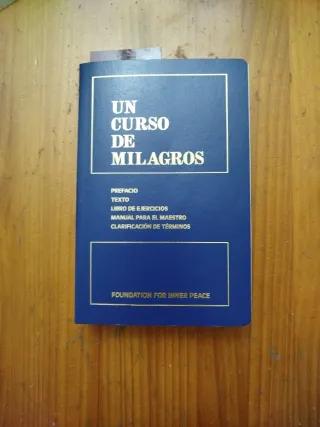 UN
CURSO
DE
MILAGROS
PREFACIO
TEXTO
LIBRO DE EJERCICIOS
MANUAL PARA EL MAESTRO
CLARIFICACIÓN DE TÉRMINOS
FOUNDATION FOR INNER PEACE